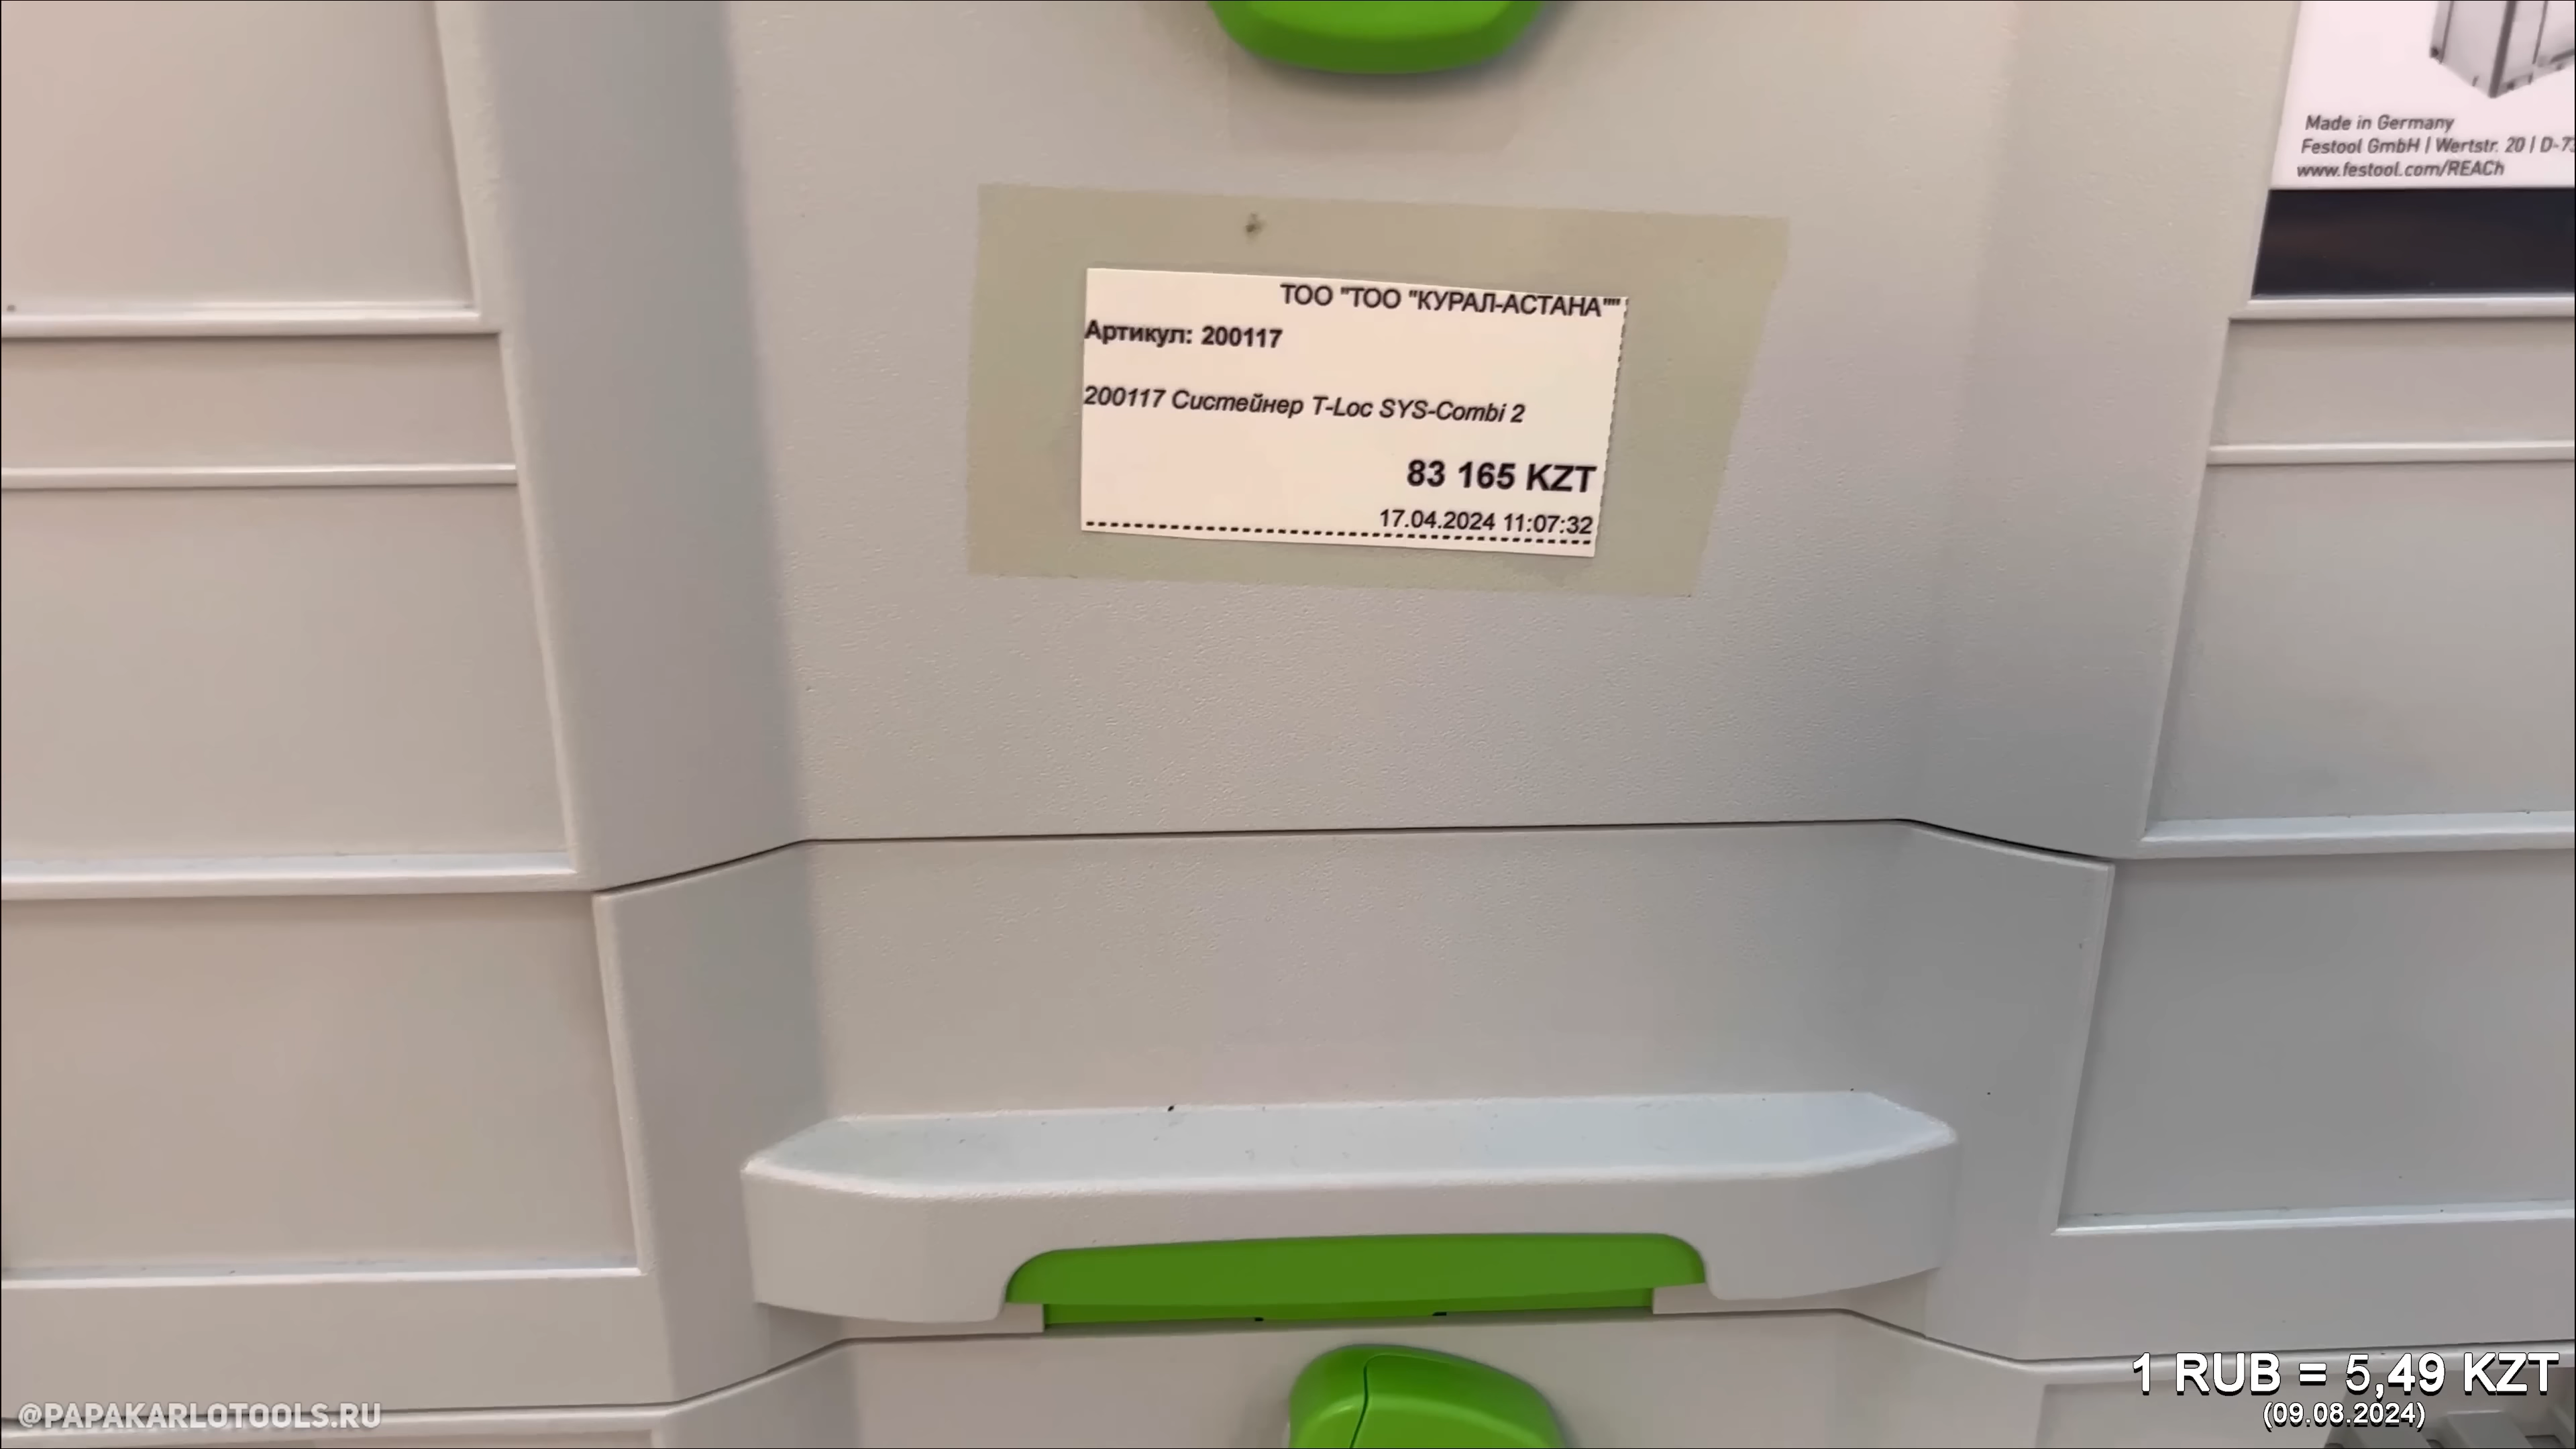 Made in Germany
Festool GmbH | Wertstr. 20 | D-73
www.festool.com/REACh
ТОО "ТОО "КУРАЛ-АСТАНА""
Артикул: 200117
200117 Систейнер T-Loc SYS-Combi 2
83 165 KZT
17.04.2024 11:07:32
1 RUB = 5,49 KZT
(09.08.2024)
@PAPAKARLOTOOLS.RU